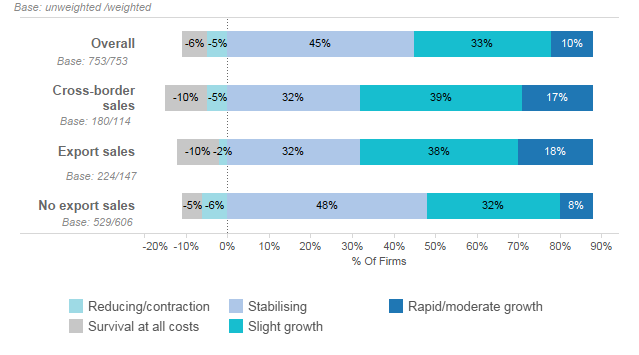 Base: unweighted /weighted
Overall
Base: 753/753
-6% -5% 45% 33% 10%
Cross-border
sales
Base: 180/114
-10% -5% 32% 39% 17%
Export sales
Base: 224/147
-10% -2% 32% 38% 18%
No export sales
Base: 529/606
-5% -6% 48% 32% 8%
-20% -10% 0% 10% 20% 30% 40% 50% 60% 70% 80% 90%
% Of Firms
Reducing/contraction Stabilising Rapid/moderate growth
Survival at all costs Slight growth